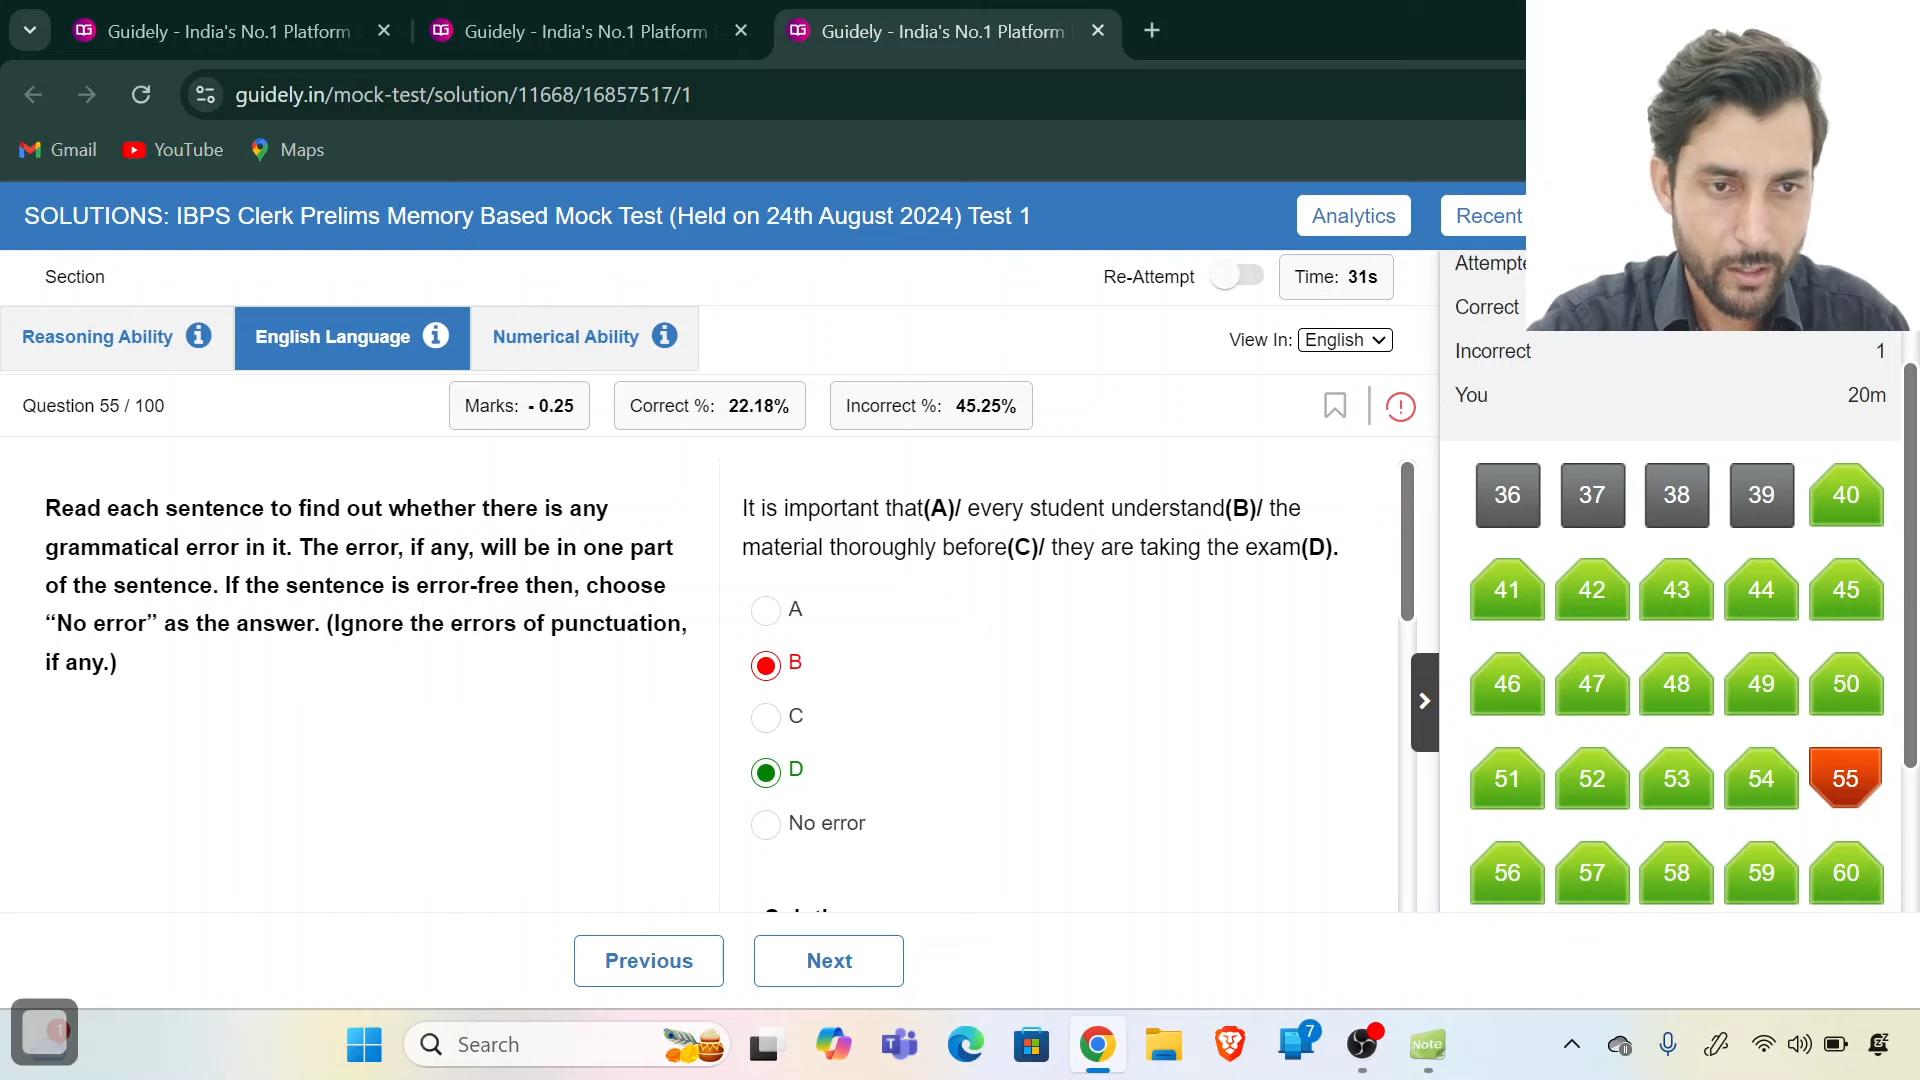 Guidely - India's No.1 Platform
Guidely - India's No.1 Platform
Guidely - India's No.1 Platform
guidely.in/mock-test/solution/11668/16857517/1
Gmail
YouTube
Maps
SOLUTIONS: IBPS Clerk Prelims Memory Based Mock Test (Held on 24th August 2024) Test 1
Analytics
Recent
Section
Re-Attempt
Time: 31s
Attempte
Correct
Incorrect 1
You 20m
Reasoning Ability
English Language
Numerical Ability
View In: English
Question 55 / 100
Marks: - 0.25
Correct %: 22.18%
Incorrect %: 45.25%
Read each sentence to find out whether there is any
grammatical error in it. The error, if any, will be in one part
of the sentence. If the sentence is error-free then, choose
“No error” as the answer. (Ignore the errors of punctuation,
if any.)
It is important that(A)/ every student understand(B)/ the
material thoroughly before(C)/ they are taking the exam(D).
A
B
C
D
No error
36 37 38 39 40
41 42 43 44 45
46 47 48 49 50
51 52 53 54 55
56 57 58 59 60
Previous
Next
1
Search
7
Note